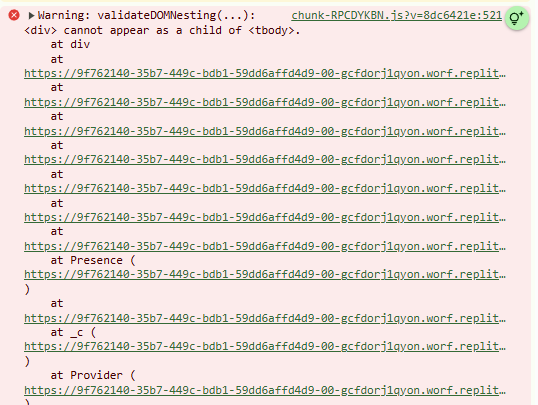 Warning: validateDOMNesting(...): chunk-RPCDYKBN.js?v=8dc6421e:521
<div> cannot appear as a child of <tbody>.
at div
at
https://9f762140-35b7-449c-bdb1-59dd6affd4d9-00-gcfdorj1qyon.worf.replit…
at
https://9f762140-35b7-449c-bdb1-59dd6affd4d9-00-gcfdorj1qyon.worf.replit…
at
https://9f762140-35b7-449c-bdb1-59dd6affd4d9-00-gcfdorj1qyon.worf.replit…
at
https://9f762140-35b7-449c-bdb1-59dd6affd4d9-00-gcfdorj1qyon.worf.replit…
at
https://9f762140-35b7-449c-bdb1-59dd6affd4d9-00-gcfdorj1qyon.worf.replit…
at
https://9f762140-35b7-449c-bdb1-59dd6affd4d9-00-gcfdorj1qyon.worf.replit…
at
https://9f762140-35b7-449c-bdb1-59dd6affd4d9-00-gcfdorj1qyon.worf.replit…
at Presence (
https://9f762140-35b7-449c-bdb1-59dd6affd4d9-00-gcfdorj1qyon.worf.replit…
)
at
https://9f762140-35b7-449c-bdb1-59dd6affd4d9-00-gcfdorj1qyon.worf.replit…
at _c (
https://9f762140-35b7-449c-bdb1-59dd6affd4d9-00-gcfdorj1qyon.worf.replit…
)
at Provider (
https://9f762140-35b7-449c-bdb1-59dd6affd4d9-00-gcfdorj1qyon.worf.replit…
)